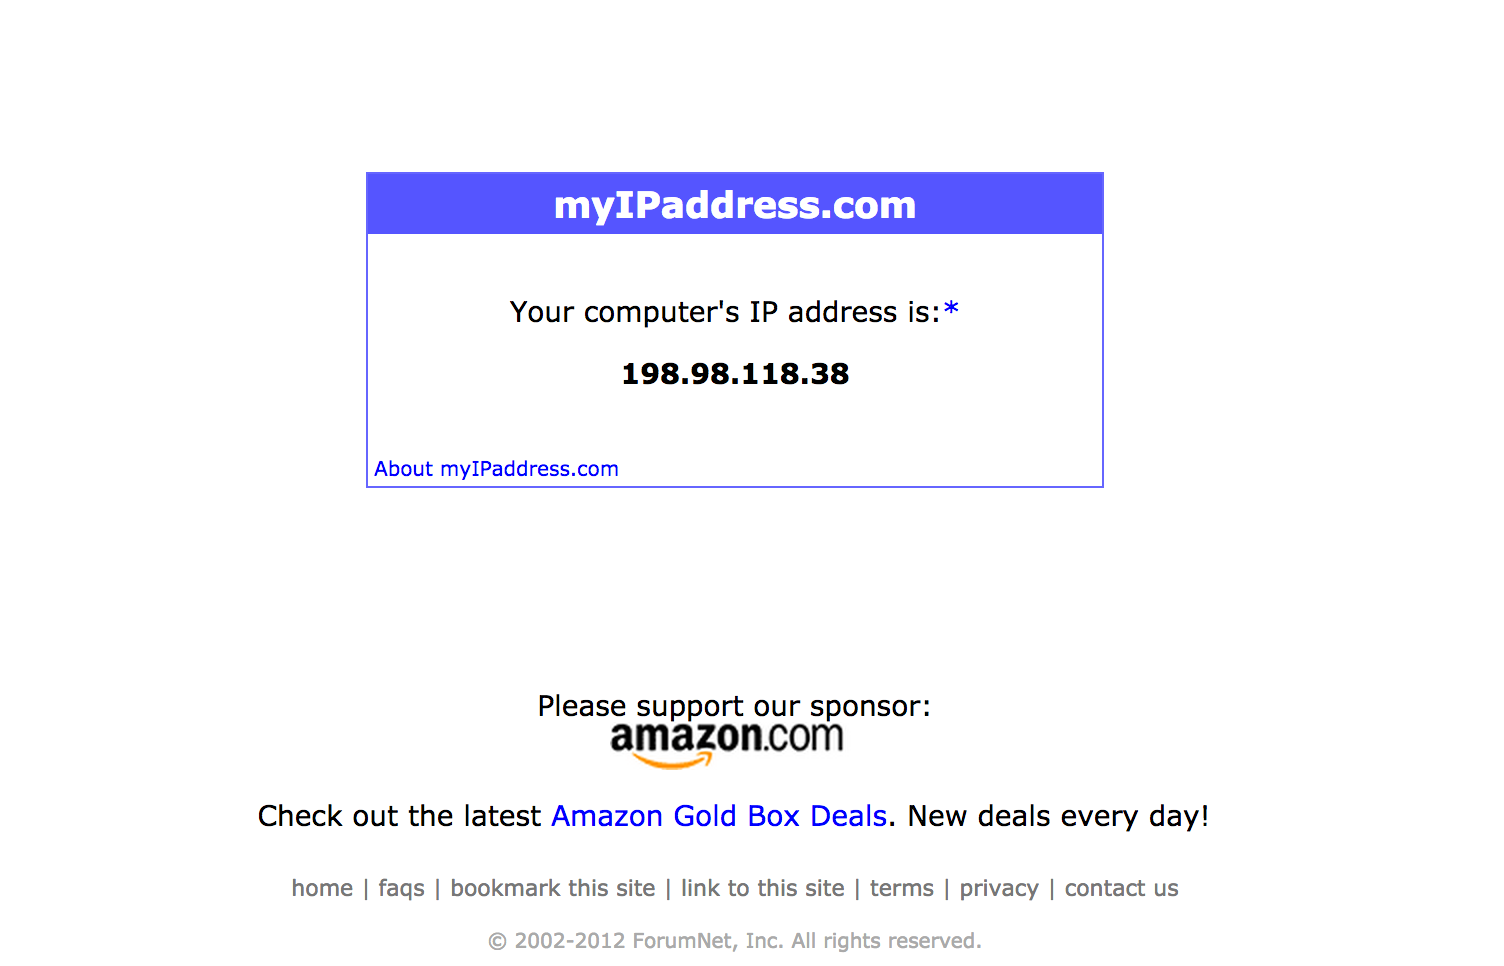 myIPaddress.com
Your computer's IP address is:*
198.98.118.38
About myIPaddress.com
Please support our sponsor:
amazon.com
Check out the latest Amazon Gold Box Deals. New deals every day!
home | faqs | bookmark this site | link to this site | terms | privacy | contact us
© 2002-2012 ForumNet, Inc. All rights reserved.